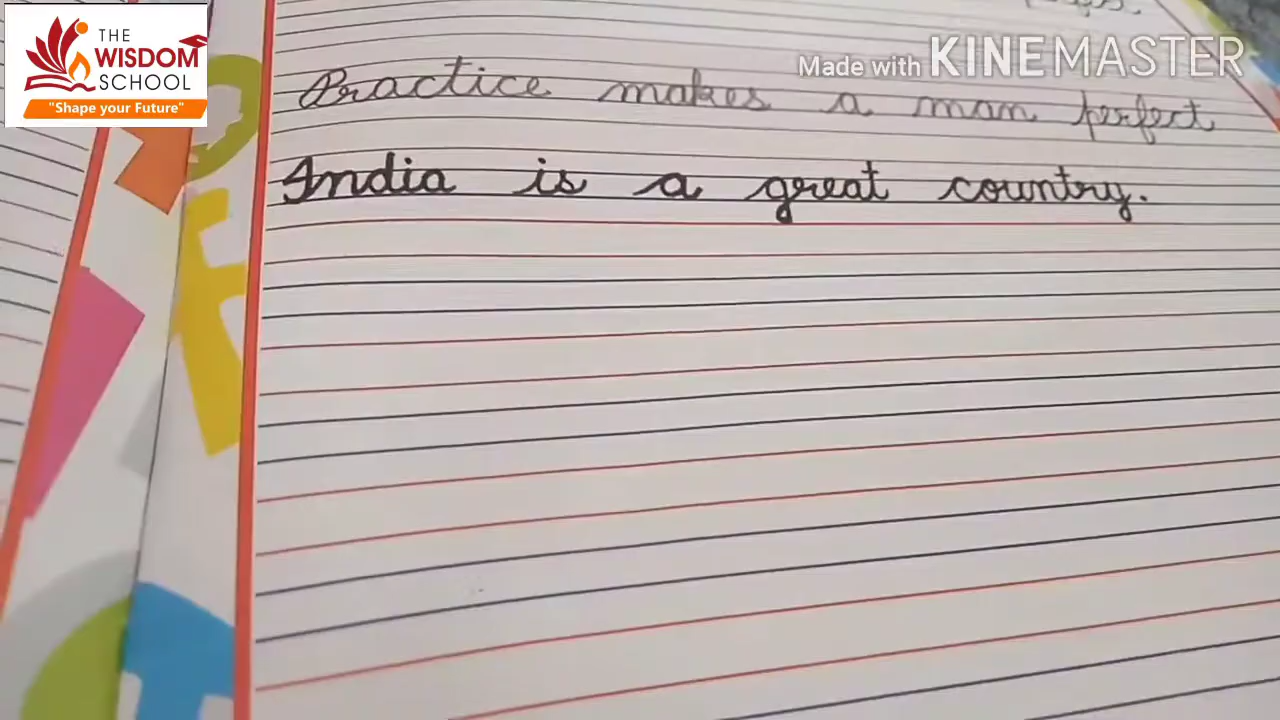 THE
WISDOM
SCHOOL
"Shape your Future"
Made with KINEMASTER
Practice makes a man perfect
India is a great country.